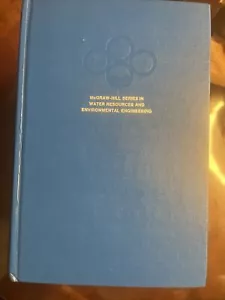 McGRAW-HILL SERIES IN
WATER RESOURCES AND
ENVIRONMENTAL ENGINEERING